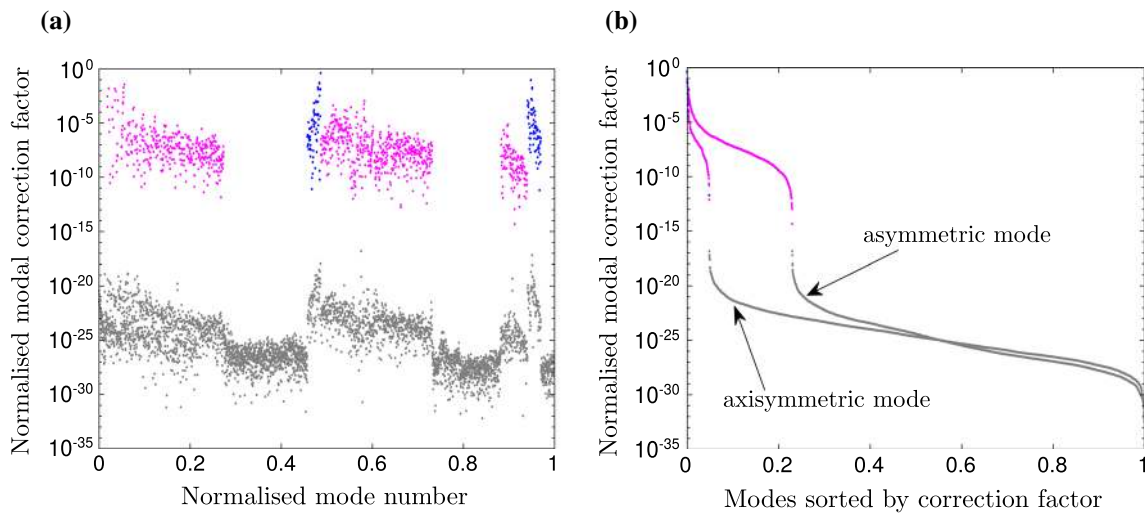 (a)
Normalised modal correction factor
10^0
10^-5
10^-10
10^-15
10^-20
10^-25
10^-30
10^-35
0 0.2 0.4 0.6 0.8 1
Normalised mode number
(b)
Normalised modal correction factor
10^0
10^-5
10^-10
10^-15
10^-20
10^-25
10^-30
10^-35
asymmetric mode
axisymmetric mode
0 0.2 0.4 0.6 0.8 1
Modes sorted by correction factor